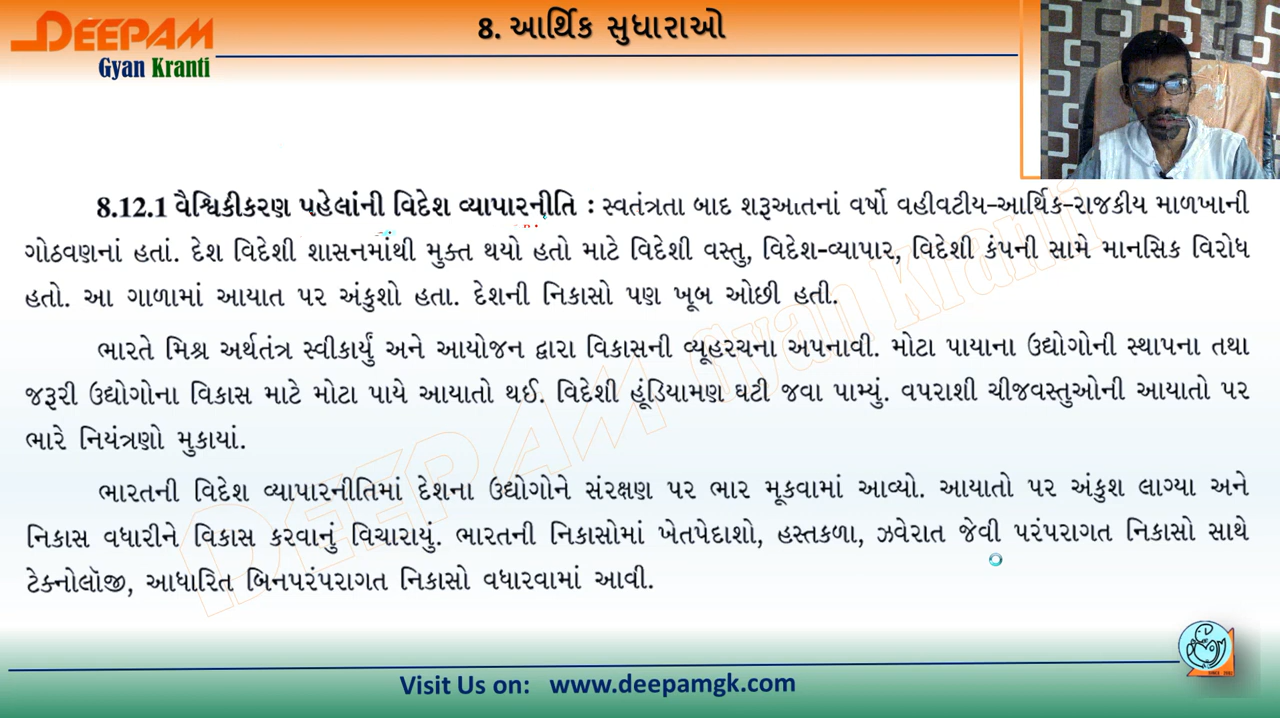 DEEPAM
Gyan Kranti
8. આર્થિક સુધારાઓ
8.12.1 વૈશ્વિકીકરણ પહેલાંની વિદેશ વ્યાપારનીતિ : સ્વતંત્રતા બાદ શરૂઆતનાં વર્ષો વહીવટીય-આર્થિક-રાજકીય માળખાની
ગોઠવણનાં હતાં. દેશ વિદેશી શાસનમાંથી મુક્ત થયો હતો માટે વિદેશી વસ્તુ, વિદેશ-વ્યાપાર, વિદેશી કંપની સામે માનસિક વિરોધ
હતો. આ ગાળામાં આયાત પર અંકુશો હતા. દેશની નિકાસો પણ ખૂબ ઓછી હતી.
ભારતે મિશ્ર અર્થતંત્ર સ્વીકાર્યું અને આયોજન દ્વારા વિકાસની વ્યૂહરચના અપનાવી. મોટા પાયાના ઉદ્યોગોની સ્થાપના તથા
જરૂરી ઉદ્યોગોના વિકાસ માટે મોટા પાયે આયાતો થઈ. વિદેશી હૂંડિયામણ ઘટી જવા પામ્યું. વપરાશી ચીજવસ્તુઓની આયાતો પર
ભારે નિયંત્રણો મુકાયાં.
ભારતની વિદેશ વ્યાપારનીતિમાં દેશના ઉદ્યોગોને સંરક્ષણ પર ભાર મૂકવામાં આવ્યો. આયાતો પર અંકુશ લાગ્યા અને
નિકાસ વધારીને વિકાસ કરવાનું વિચારાયું. ભારતની નિકાસોમાં ખેતપેદાશો, હસ્તકળા, ઝવેરાત જેવી પરંપરાગત નિકાસો સાથે
ટેક્નોલૉજી, આધારિત બિનપરંપરાગત નિકાસો વધારવામાં આવી.
DEEPAM Gyan Kranti
Visit Us on: www.deepamgk.com